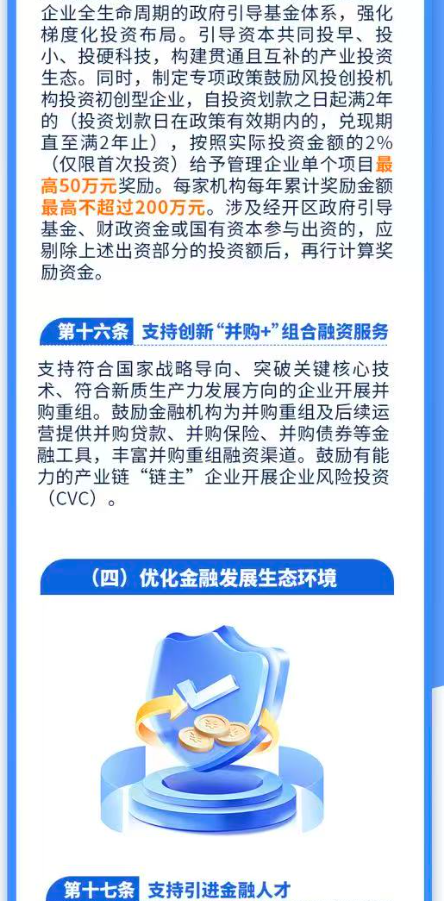 企业全生命周期的政府引导基金体系，强化
梯度化投资布局。引导资本共同投早、投
小、投硬科技，构建贯通且互补的产业投资
生态。同时，制定专项政策鼓励风投创投机
构投资初创型企业，自投资划款之日起满2年
的（投资划款日在政策有效期内的，兑现期
直至满2年止），按照实际投资金额的2%
（仅限首次投资）给予管理企业单个项目最
高50万元奖励。每家机构每年累计奖励金额
最高不超过200万元。涉及经开区政府引导
基金、财政资金或国有资本参与出资的，应
剔除上述出资部分的投资额后，再行计算奖
励资金。
第十六条 支持创新“并购+”组合融资服务
支持符合国家战略导向、突破关键核心技
术、符合新质生产力发展方向的企业开展并
购重组。鼓励金融机构为并购重组及后续运
营提供并购贷款、并购保险、并购债券等金
融工具，丰富并购重组融资渠道。鼓励有能
力的产业链“链主”企业开展企业风险投资
（CVC）。
（四）优化金融发展生态环境
第十七条 支持引进金融人才